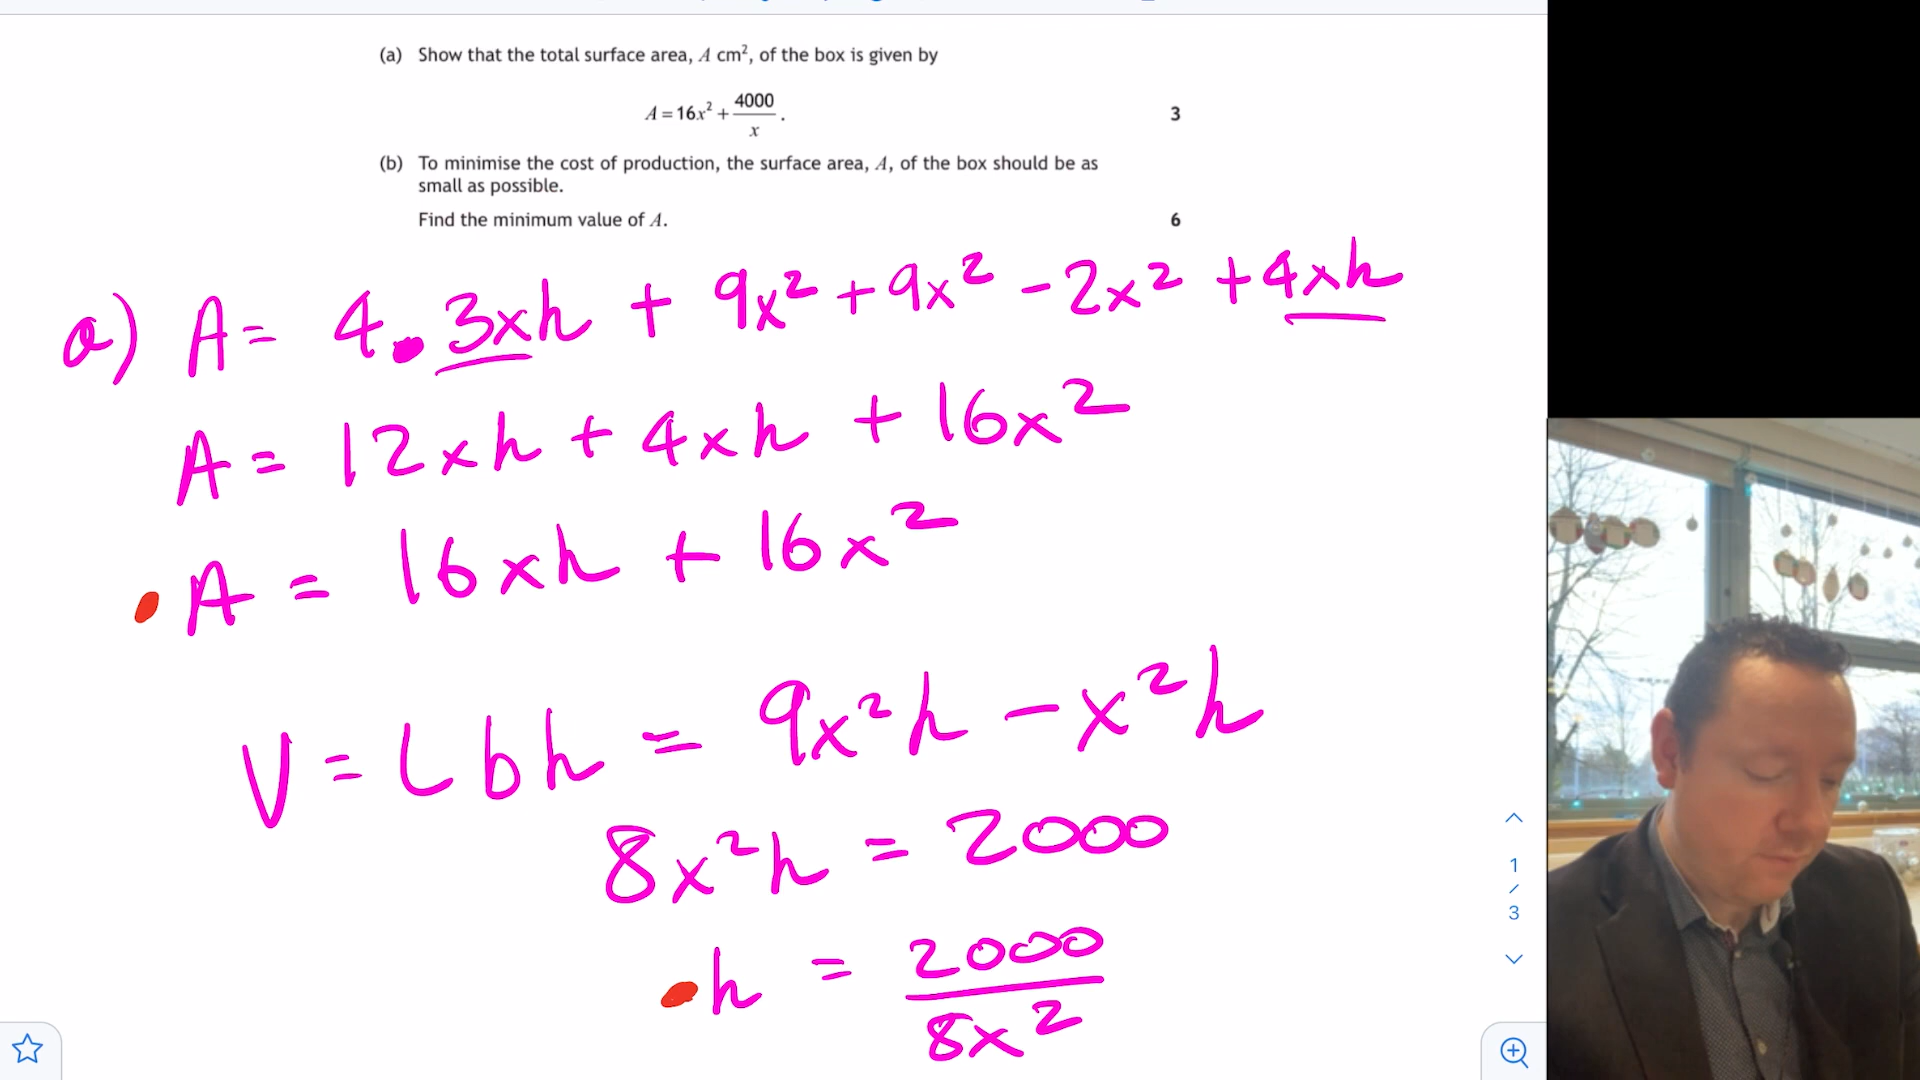 (a) Show that the total surface area, A cm², of the box is given by
A = 16x² + 4000/x . 3
(b) To minimise the cost of production, the surface area, A, of the box should be as
small as possible.
Find the minimum value of A. 6
a) A = 4 . 3xh + 9x² + 9x² - 2x² + 4xh
A = 12xh + 4xh + 16x²
A = 16xh + 16x²
V = lbh = 9x²h - x²h
8x²h = 2000
h = 2000/8x²
1
/
3